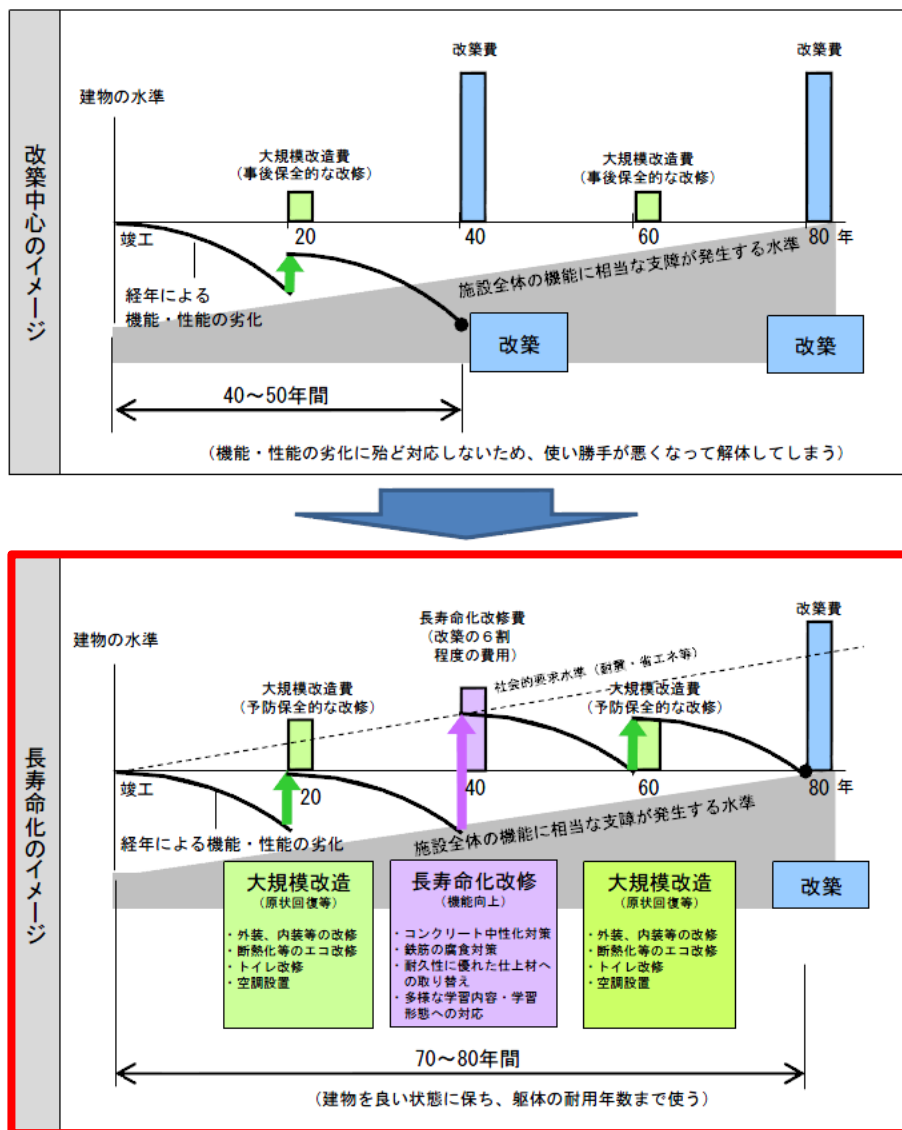 改築中心のイメージ
改築費
改築費
建物の水準
大規模改造費
（事後保全的な改修）
大規模改造費
（事後保全的な改修）
竣工
20
40
60
80 年
経年による
機能・性能の劣化
施設全体の機能に相当な支障が発生する水準
改築
改築
40～50年間
（機能・性能の劣化に殆ど対応しないため、使い勝手が悪くなって解体してしまう）
長寿命化のイメージ
建物の水準
長寿命化改修費
（改築の６割
程度の費用）
改築費
社会的要求水準（耐震・省エネ等）
大規模改造費
（予防保全的な改修）
大規模改造費
（予防保全的な改修）
竣工
20
40
60
80 年
経年による機能・性能の劣化
施設全体の機能に相当な支障が発生する水準
大規模改造
（原状回復等）
・外装、内装等の改修
・断熱化等のエコ改修
・トイレ改修
・空調設置
長寿命化改修
（機能向上）
・コンクリート中性化対策
・鉄筋の腐食対策
・耐久性に優れた仕上材へ
の取り替え
・多様な学習内容・学習
形態への対応
大規模改造
（原状回復等）
・外装、内装等の改修
・断熱化等のエコ改修
・トイレ改修
・空調設置
改築
70～80年間
（建物を良い状態に保ち、躯体の耐用年数まで使う）